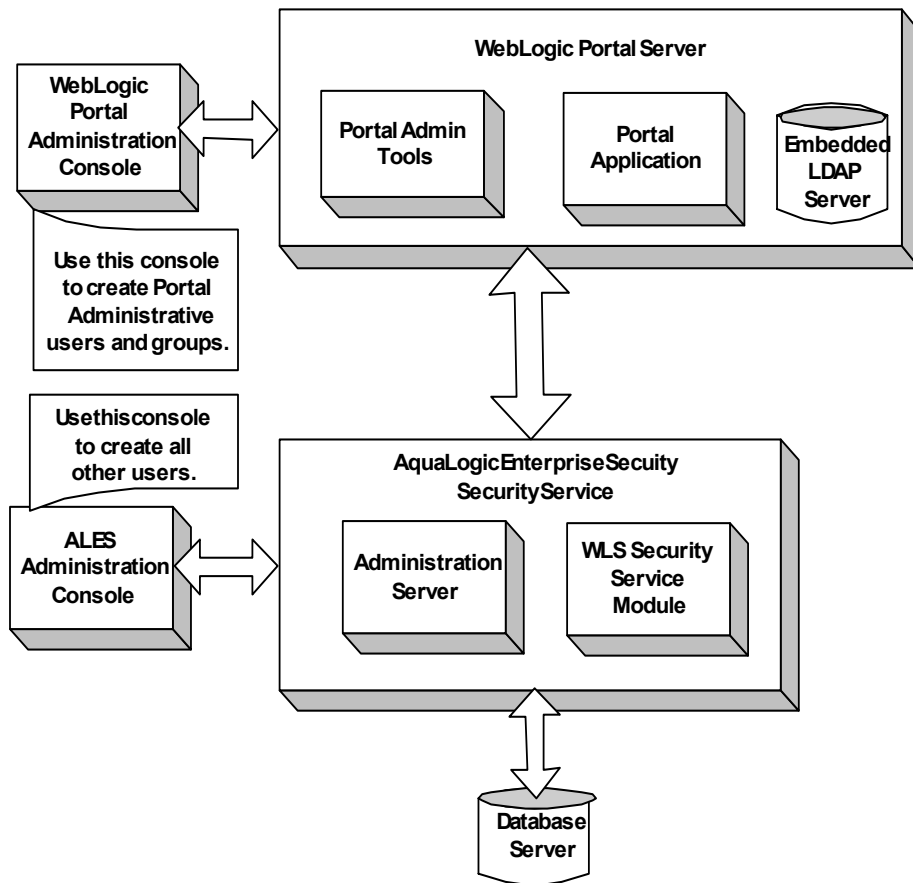 WebLogic Portal Server
WebLogic
Portal
Administration
Console
Portal Admin
Tools
Portal
Application
Embedded
LDAP
Server
Use this console
to create Portal
Administrative
users and groups.
Usethisconsole
to create all
other users.
AquaLogicEnterpriseSecuity
SecurityService
ALES
Administration
Console
Administration
Server
WLS Security
Service
Module
Database
Server